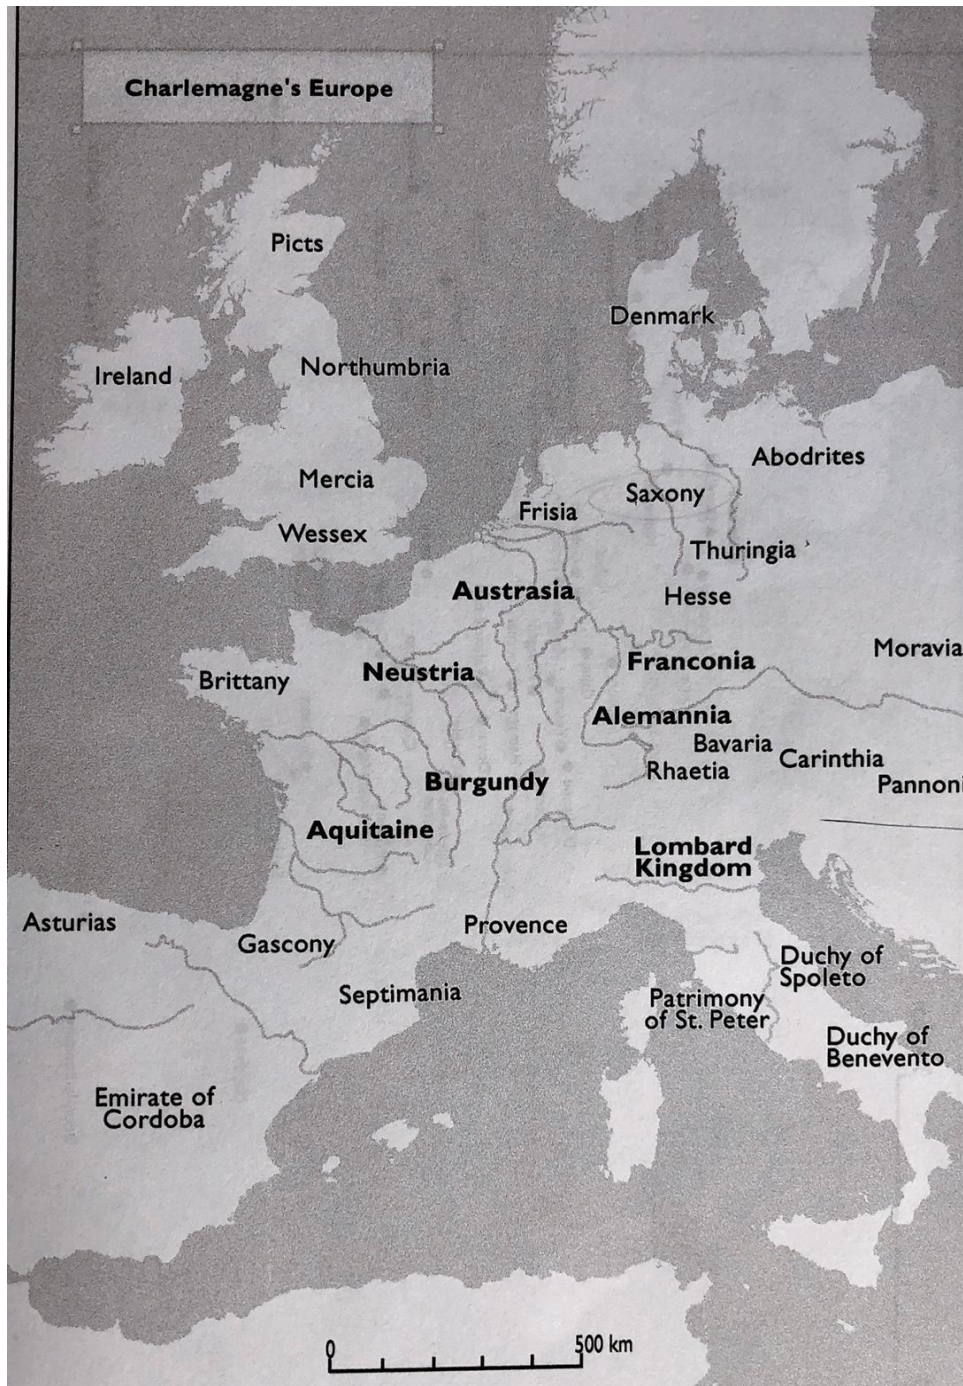 Charlemagne's Europe
Picts
Denmark
Northumbria
Ireland
Abodrites
Mercia
Saxony
Frisia
Wessex
Thuringia
Austrasia
Hesse
Moravia
Franconia
Neustria
Brittany
Alemannia
Bavaria
Carinthia
Rhaetia
Burgundy
Pannoni
Aquitaine
Lombard
Kingdom
Asturias
Provence
Gascony
Duchy of
Spoleto
Septimania
Patrimony
of St. Peter
Duchy of
Benevento
Emirate of
Cordoba
0
500 km